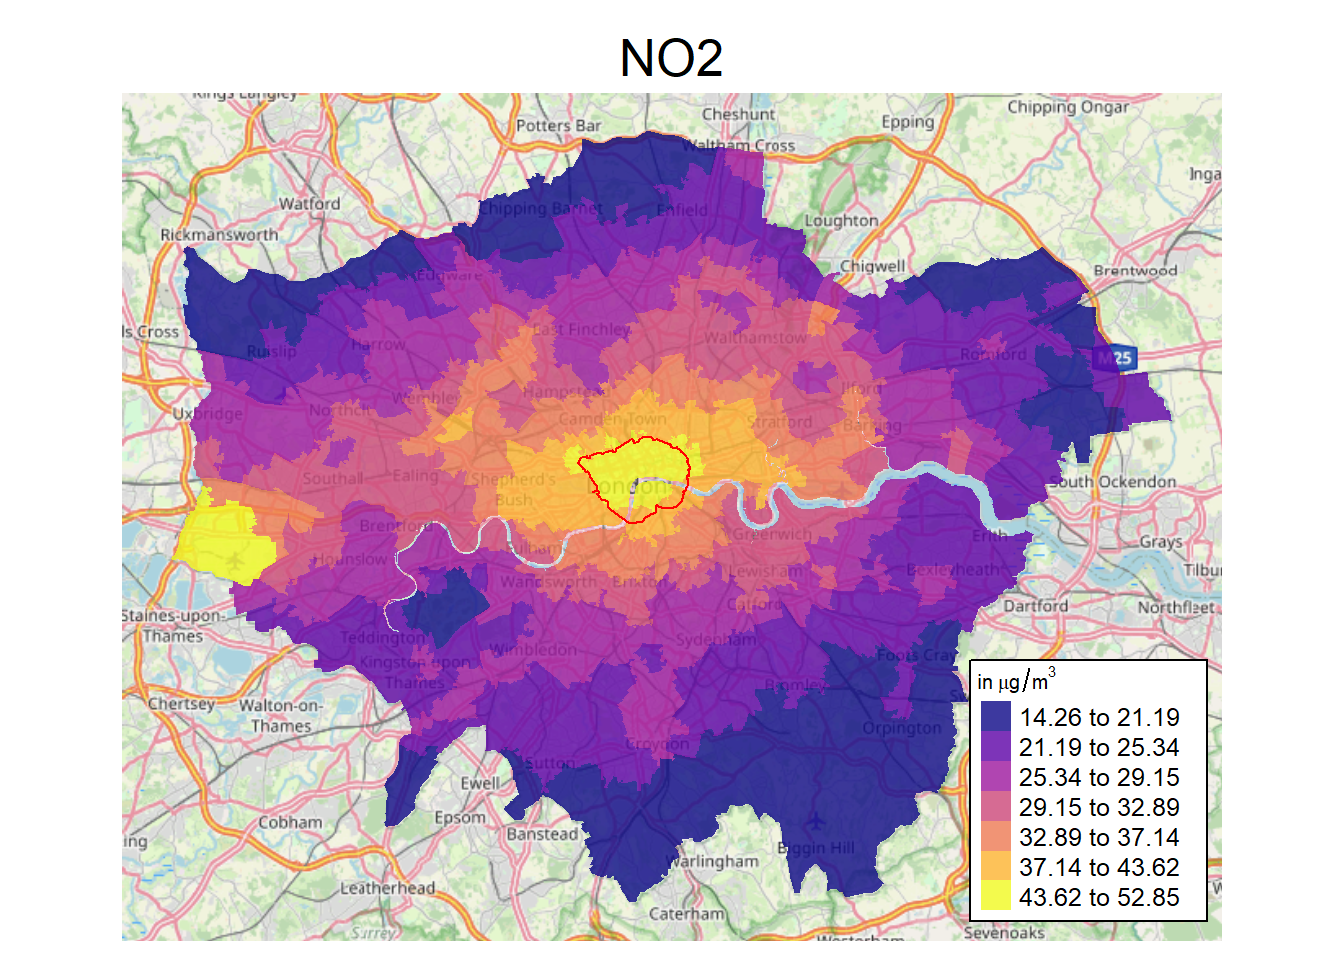 NO2
Kings Langley
Potters Bar
Cheshunt
Epping
Chipping Ongar
Waltham Cross
Inga
Watford
Chipping Barnet
Enfield
Loughton
Rickmansworth
Edgware
Chigwell
Brentwood
ls Cross
Ruislip
Harrow
East Finchley
Walthamstow
Romford
M25
Uxbridge
Northolt
Wembley
Hampstead
Ilford
Camden Town
Stratford
Barking
Southall
Ealing
Shepherd's
Bush
London
South Ockendon
Brentford
Hounslow
Fulham
Greenwich
Erith
Grays
Wandsworth
Brixton
Lewisham
Bexleyheath
Tilbu
Staines-upon-
Thames
Catford
Dartford
Northfleet
Teddington
Wimbledon
Sydenham
Kingston upon
Thames
Foots Cray
Bromley
Chertsey
Walton-on-
Thames
Croydon
Orpington
Sutton
Ewell
Epsom
Cobham
Banstead
ing
Warlingham
Biggin Hill
Leatherhead
Caterham
Surrey
Westerham
Sevenoaks
in μg/m3
14.26 to 21.19
21.19 to 25.34
25.34 to 29.15
29.15 to 32.89
32.89 to 37.14
37.14 to 43.62
43.62 to 52.85